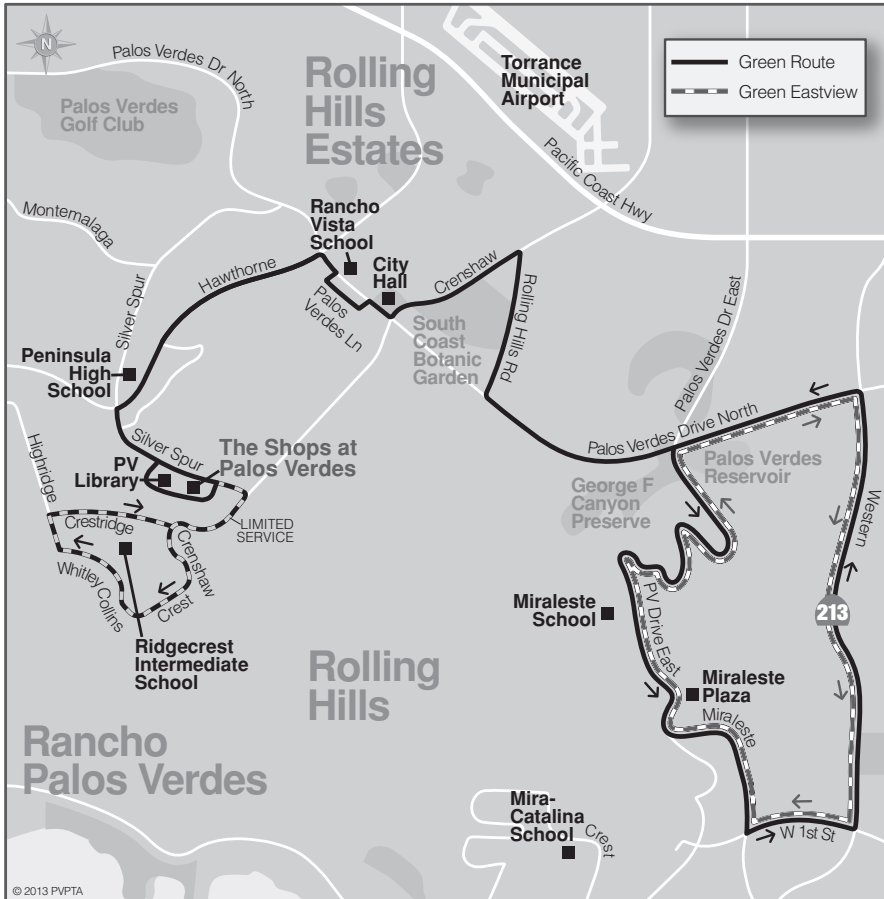 N
Palos Verdes Dr North
Palos Verdes
Golf Club
Rolling
Hills
Estates
Torrance
Municipal
Airport
Green Route
Green Eastview
Pacific Coast Hwy
Montemalaga
Rancho
Vista
School
City
Hall
Hawthorne
Crenshaw
Silver Spur
Palos
Verdes Ln
Rolling Hills Rd
South
Coast
Botanic
Garden
Palos Verdes Dr East
Peninsula
High
School
Palos Verdes Drive North
Silver Spur
The Shops at
Palos Verdes
PV
Library
Highridge
LIMITED
SERVICE
George F
Canyon
Preserve
Palos Verdes
Reservoir
Western
Crestridge
Crenshaw
Whitley Collins
Crest
213
Miraleste
School
PV Drive East
Ridgecrest
Intermediate
School
Rolling
Hills
Miraleste
Plaza
Miraleste
Rancho
Palos Verdes
Mira-
Catalina
School
Crest
W 1st St
© 2013 PVPTA